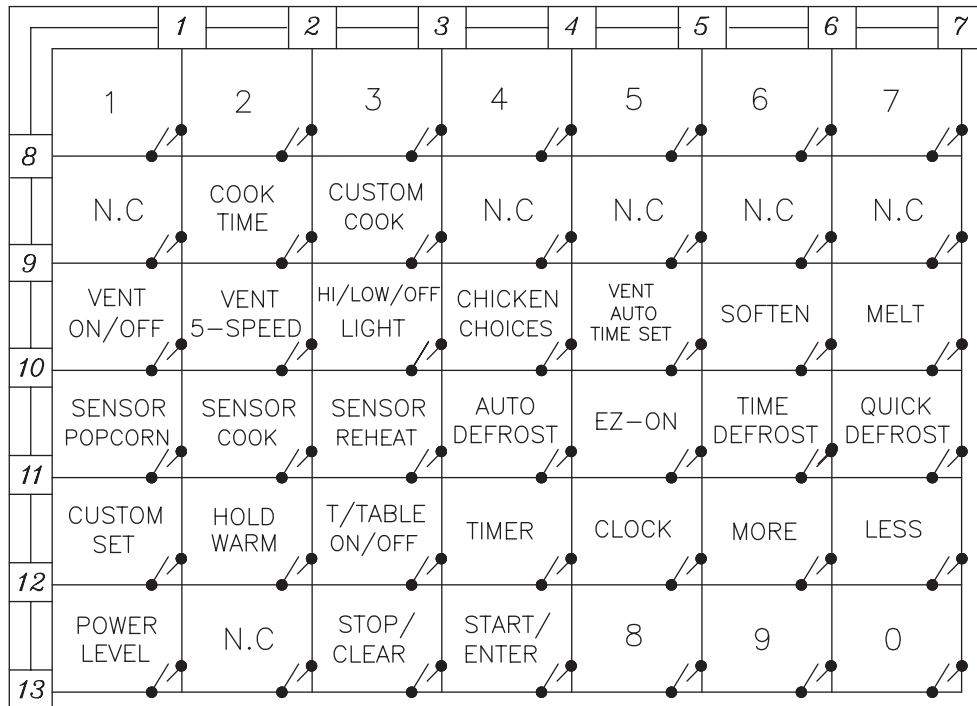 1 2 3 4 5 6 7
1 2 3 4 5 6 7
8
N.C COOK TIME CUSTOM COOK N.C N.C N.C N.C
9
VENT ON/OFF VENT 5-SPEED HI/LOW/OFF LIGHT CHICKEN CHOICES VENT AUTO TIME SET SOFTEN MELT
10
SENSOR POPCORN SENSOR COOK SENSOR REHEAT AUTO DEFROST EZ-ON TIME DEFROST QUICK DEFROST
11
CUSTOM SET HOLD WARM T/TABLE ON/OFF TIMER CLOCK MORE LESS
12
POWER LEVEL N.C STOP/ CLEAR START/ ENTER 8 9 0
13